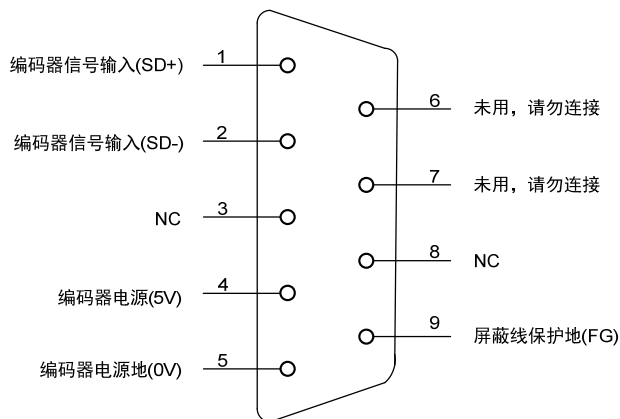 编码器信号输入(SD+) 1
6 未用，请勿连接
编码器信号输入(SD-) 2
7 未用，请勿连接
NC 3
8 NC
编码器电源(5V) 4
9 屏蔽线保护地(FG)
编码器电源地(0V) 5